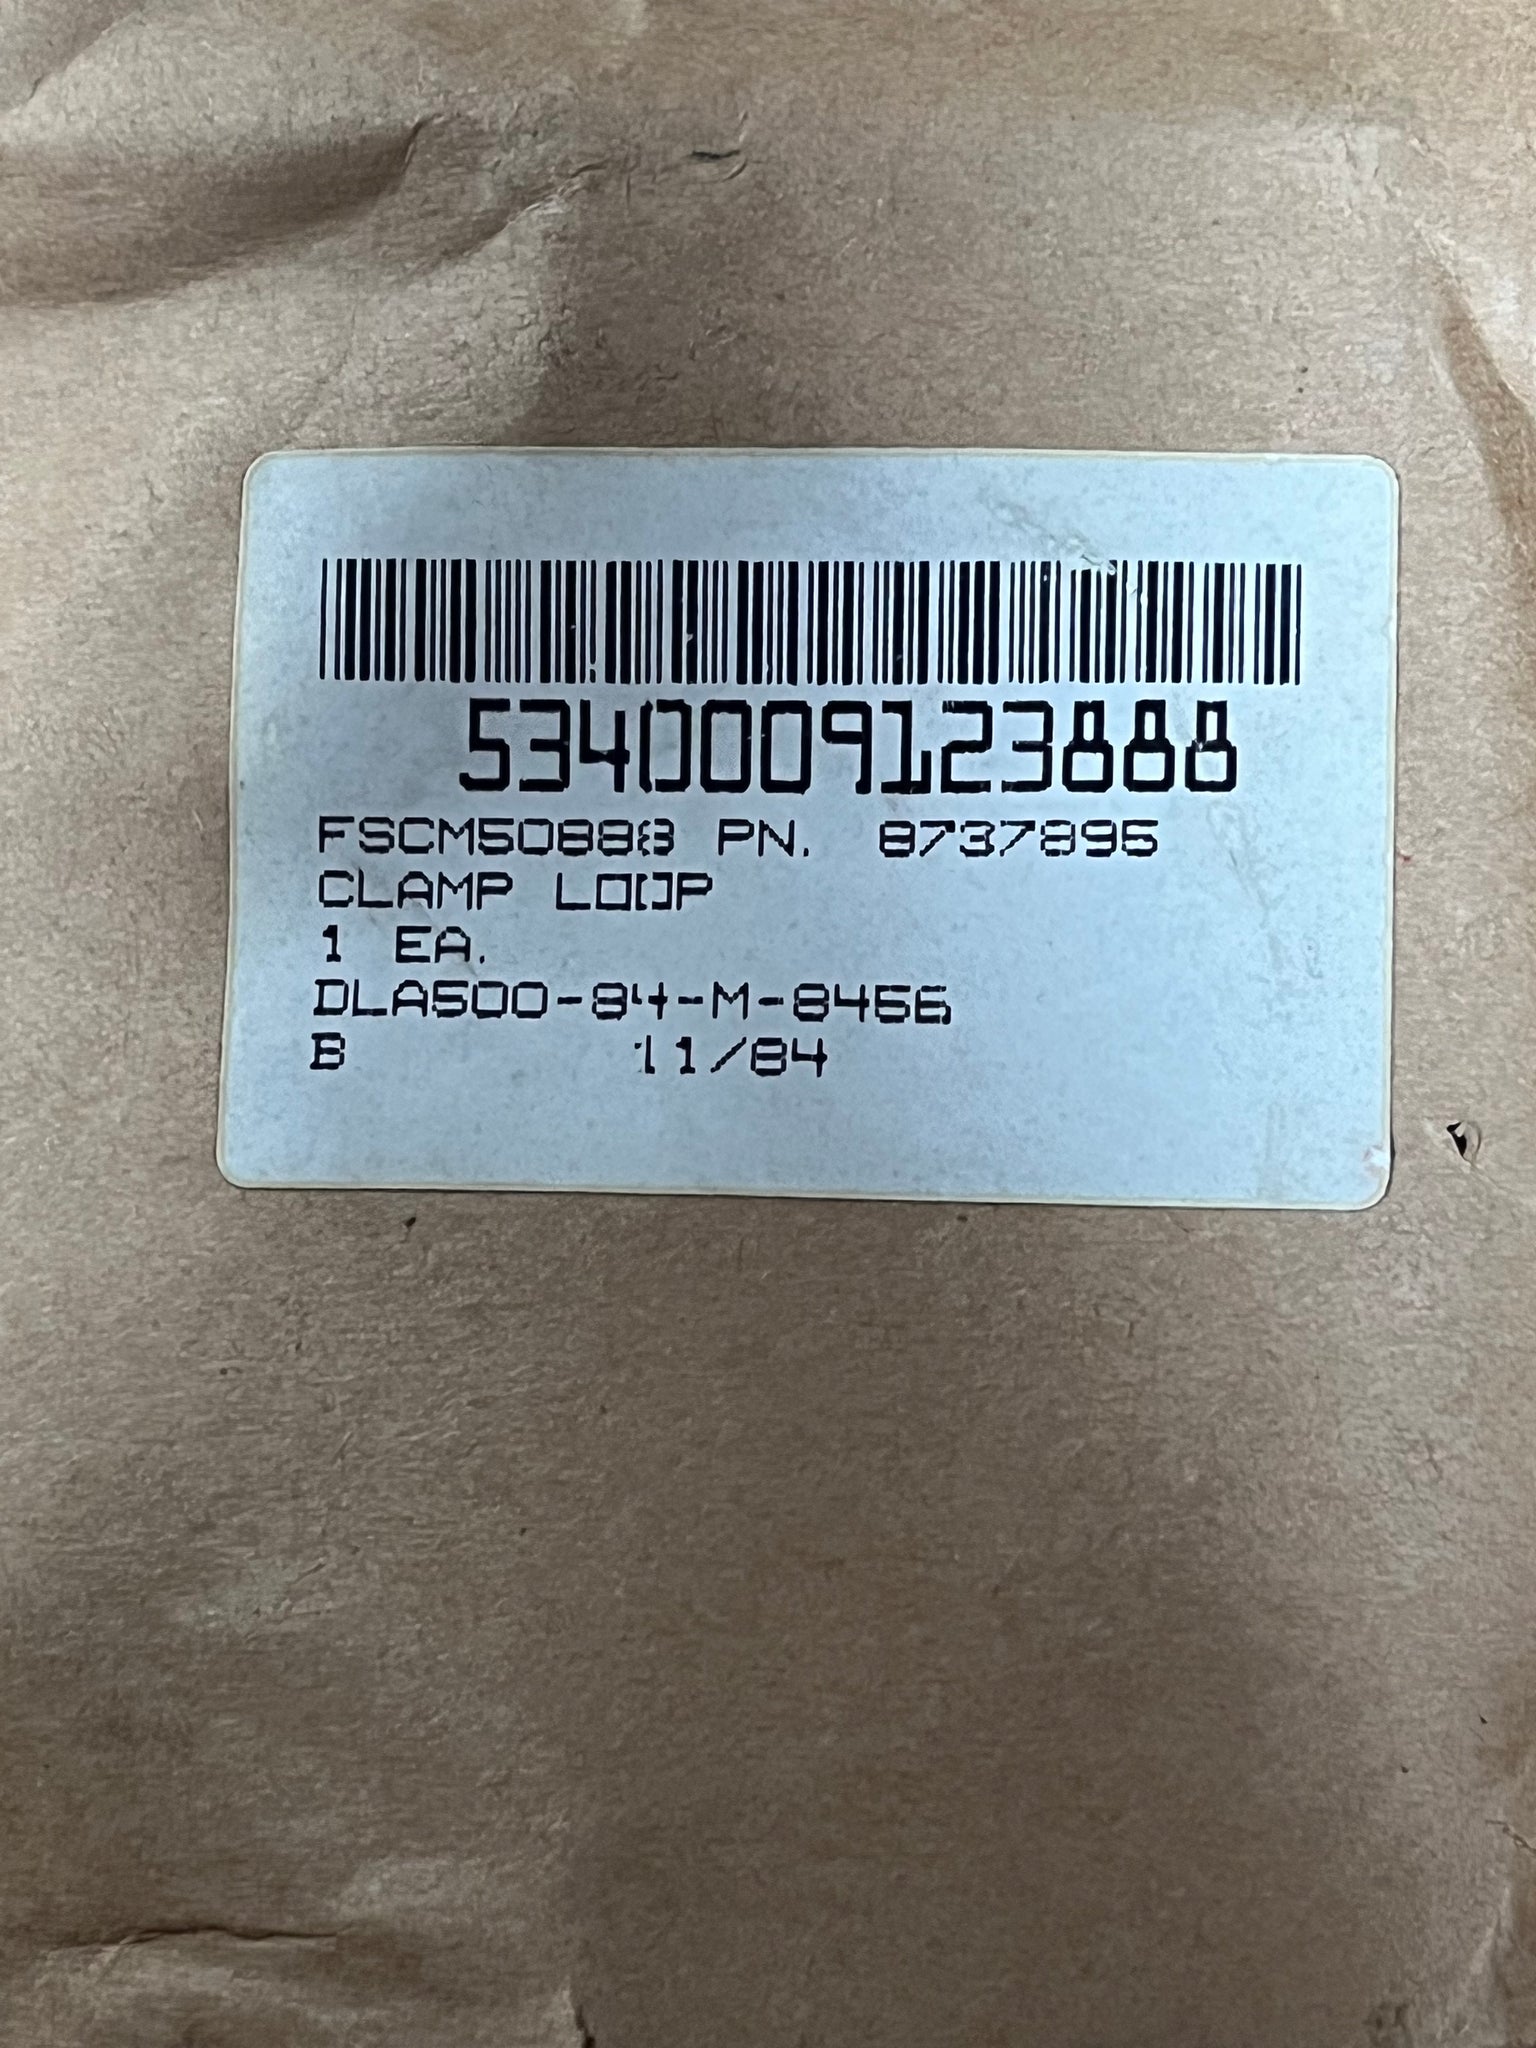 5340009123888
FSCM50888 PN. 8737895
CLAMP LOOP
1 EA.
DLA500-84-M-8456
B 11/84